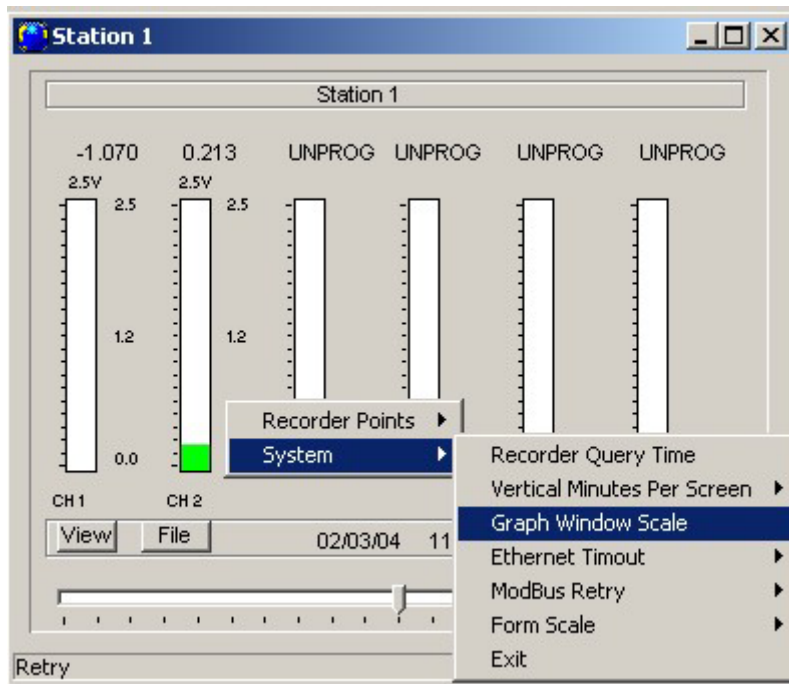 Station 1
Station 1
-1.070 0.213 UNPROG UNPROG UNPROG UNPROG
2.5V 2.5V
2.5 2.5
1.2 1.2
Recorder Points
System
0.0
Recorder Query Time
Vertical Minutes Per Screen
Graph Window Scale
Ethernet Timout
ModBus Retry
Form Scale
Exit
CH 1 CH 2
View File 02/03/04 11
Retry